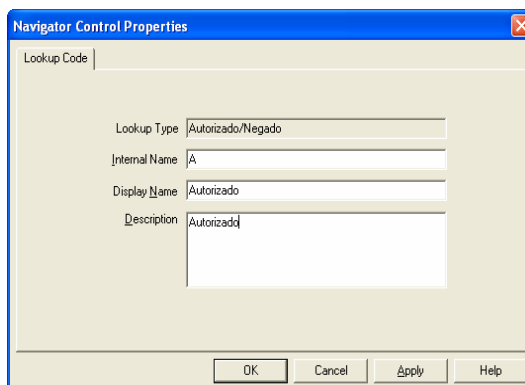 Navigator Control Properties
Lookup Code
Lookup Type Autorizado/Negado
Internal Name A
Display Name Autorizado
Description Autorizado
OK Cancel Apply Help